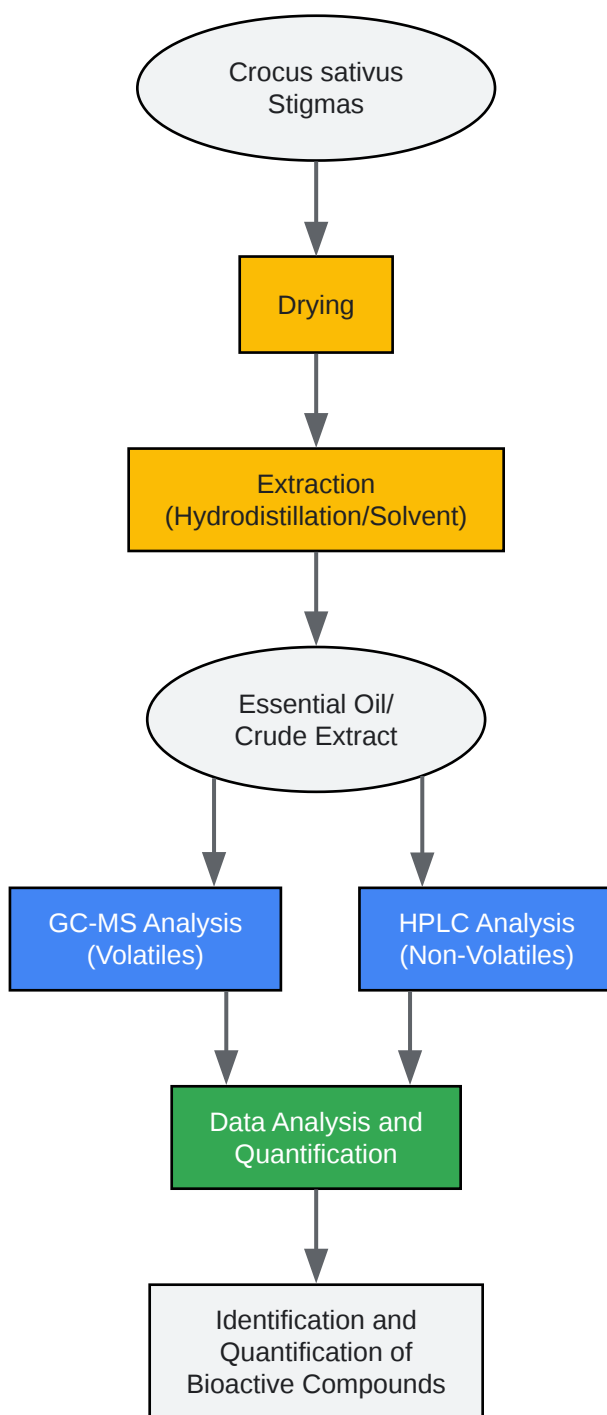 Crocus sativus
Stigmas
Drying
Extraction
(Hydrodistillation/Solvent)
Essential Oil/
Crude Extract
GC-MS Analysis
(Volatiles)
HPLC Analysis
(Non-Volatiles)
Data Analysis and
Quantification
Identification and
Quantification of
Bioactive Compounds